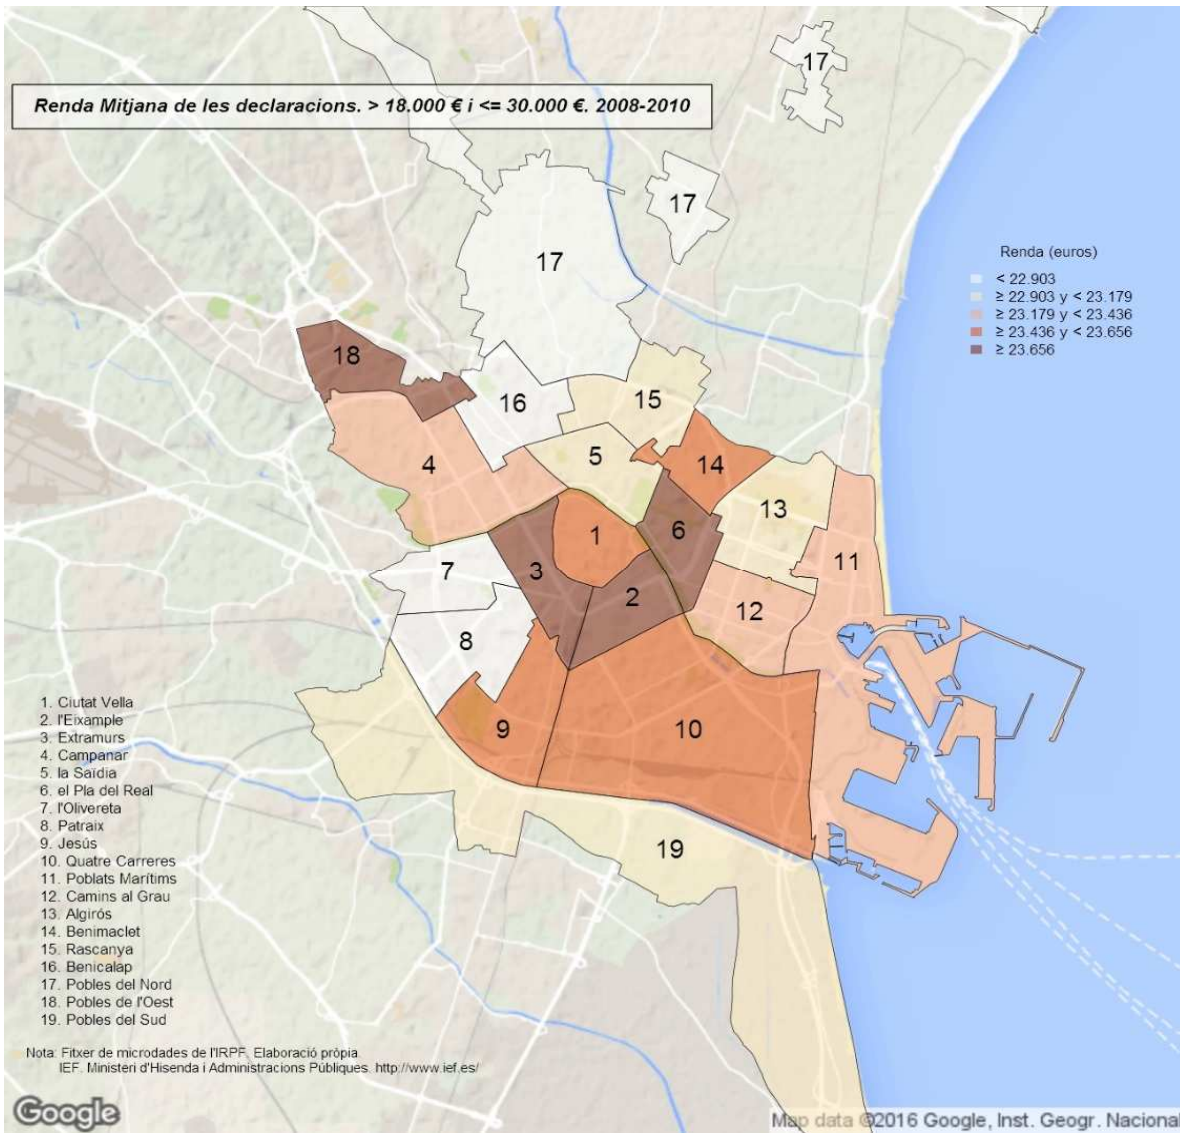 17
Renda Mitjana de les declaracions. > 18.000 € i <= 30.000 €. 2008-2010
17
17
Renda (euros)
< 22.903
≥ 22.903 y < 23.179
≥ 23.179 y < 23.436
≥ 23.436 y < 23.656
≥ 23.656
18
16
15
4
5
14
13
1
6
11
7
3
2
12
8
9
10
19
1. Ciutat Vella
2. l'Eixample
3. Extramurs
4. Campanar
5. la Saïdia
6. el Pla del Real
7. l'Olivereta
8. Patraix
9. Jesús
10. Quatre Carreres
11. Poblats Marítims
12. Camins al Grau
13. Algirós
14. Benimaclet
15. Rascanya
16. Benicalap
17. Pobles del Nord
18. Pobles de l'Oest
19. Pobles del Sud
Nota: Fitxer de microdades de l'IRPF. Elaboració pròpia.
IEF. Ministeri d'Hisenda i Administracions Públiques. http://www.ief.es/
Google
Map data ©2016 Google, Inst. Geogr. Nacional